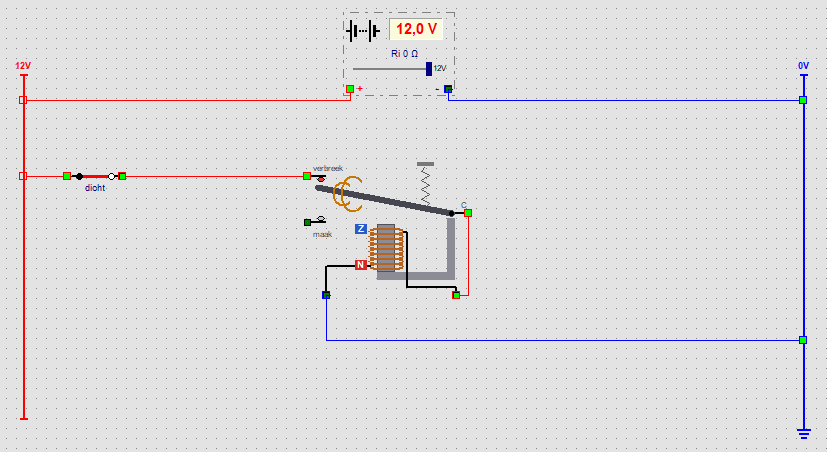 12,0 V
Ri 0 Ω
12V
+
-
12V
0V
dicht
verbreek
C
maak
Z
N